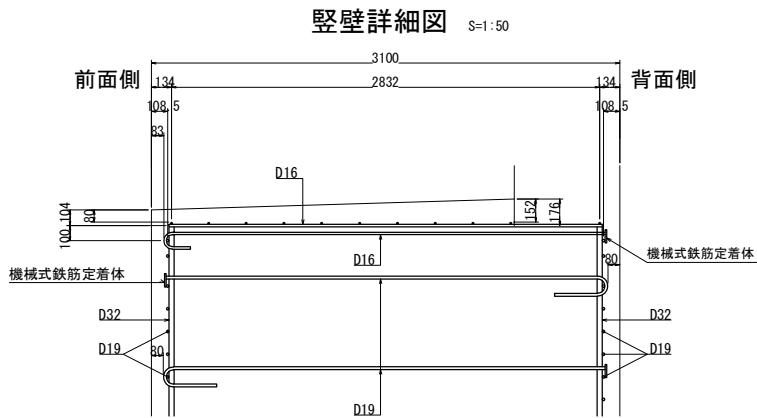 竪壁詳細図 S=1:50
3100
前面側 134 2832 134 背面側
108.5 108.5
83
D16
104
80
152
176
100
D16
機械式鉄筋定着体
80
機械式鉄筋定着体
D32 D32
D19 D19
80
D19